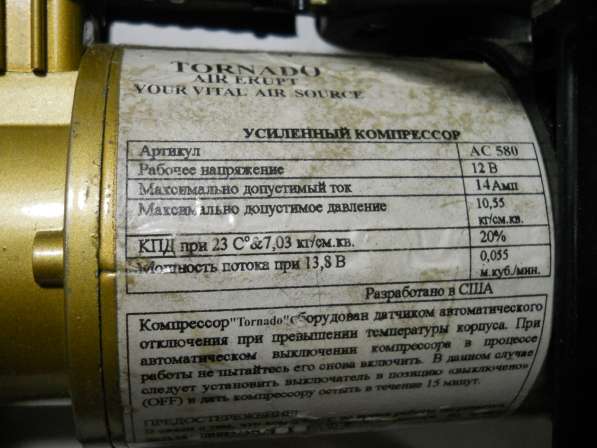 TORNADO
AIR ERUPT
YOUR VITAL AIR SOURCE
УСИЛЕННЫЙ КОМПРЕССОР
Артикул AC 580
Рабочее напряжение 12 В
Максимально допустимый ток 14 Амп
Максимально допустимое давление 10,55 кг/см.кв.
КПД при 23 С°&7,03 кг/см.кв. 20%
Мощность потока при 13,8 В 0,055 м.куб./мин.
Разработано в США
Компрессор "Tornado" оборудован датчиком автоматического
отключения при превышении температуры корпуса. При
автоматическом выключении компрессора в процессе
работы не пытайтесь его снова включить. В данном случае
следует установить выключатель в позицию «выключено»
(OFF) и дать компрессору остыть в течение 15 минут.
ПРЕДОСТЕРЕЖЕНИЕ